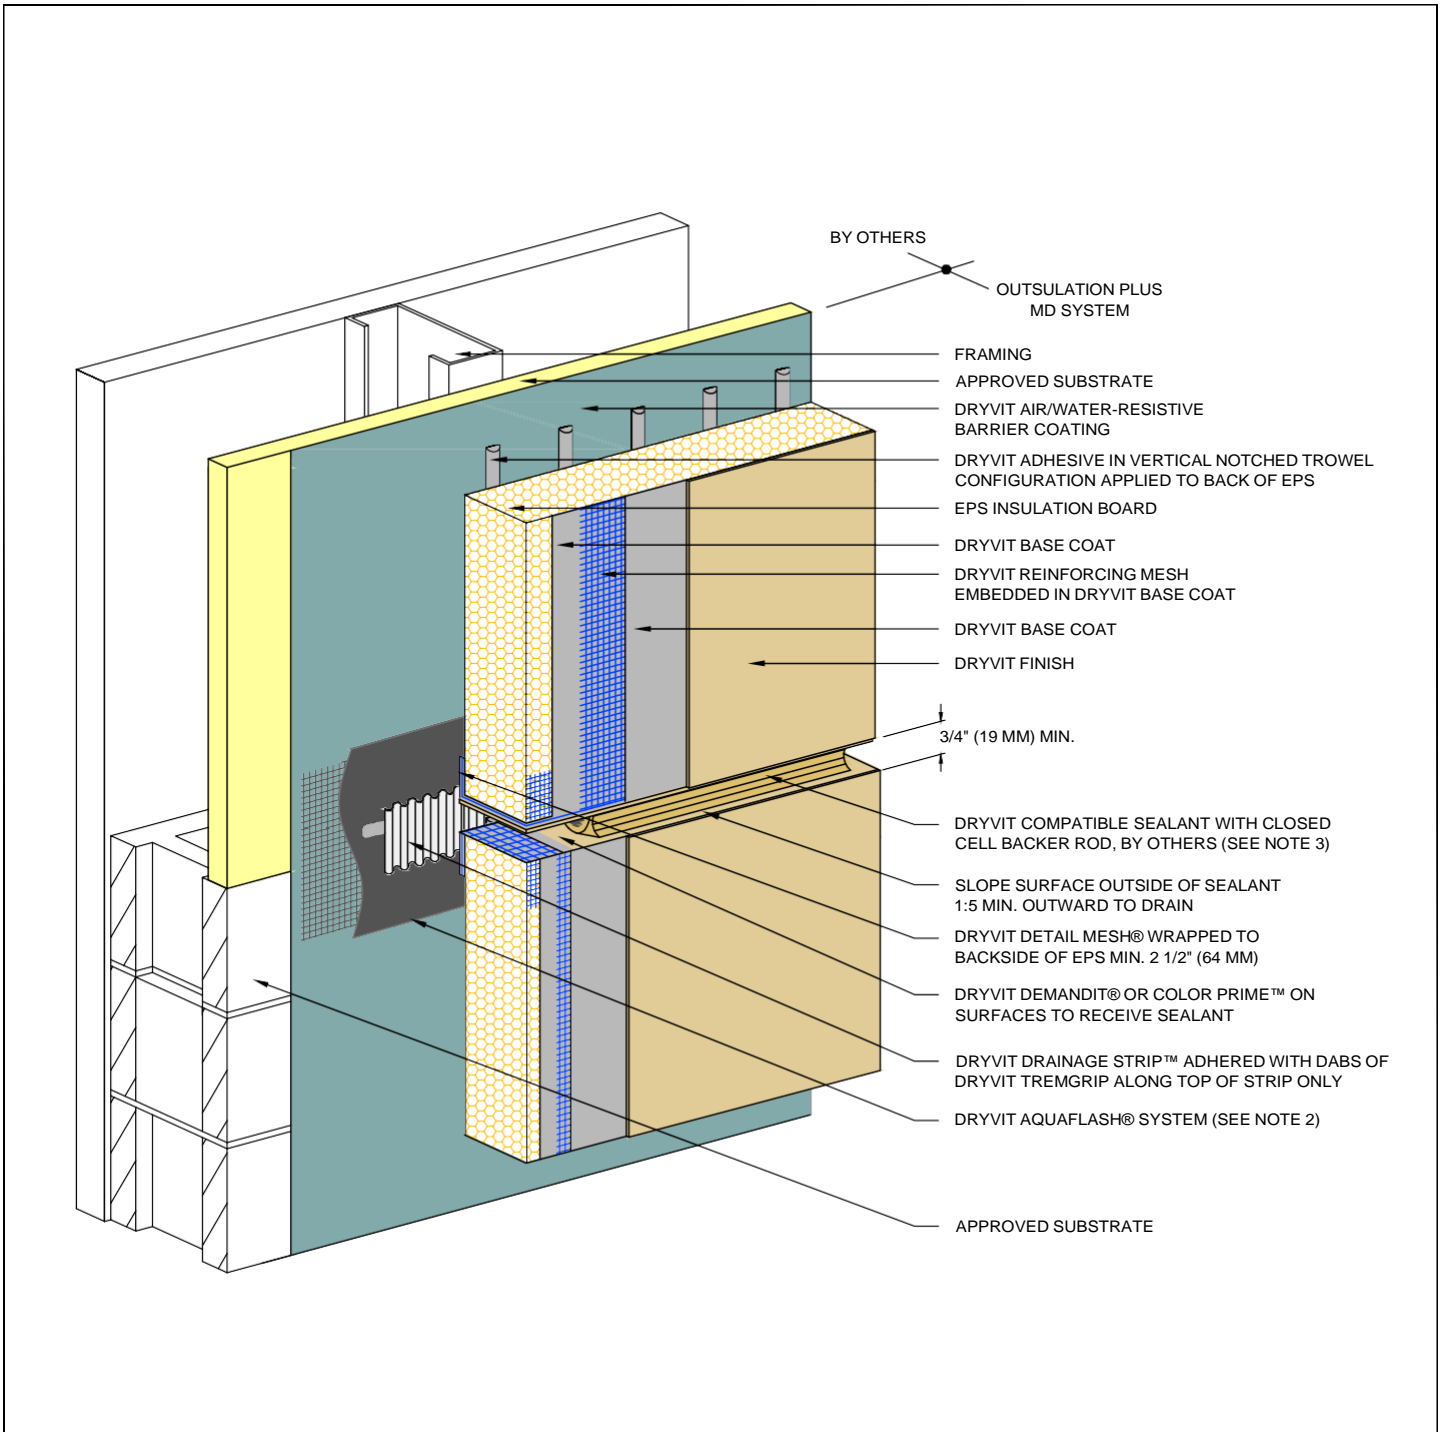 BY OTHERS
OUTSULATION PLUS
MD SYSTEM
FRAMING
APPROVED SUBSTRATE
DRYVIT AIR/WATER-RESISTIVE
BARRIER COATING
DRYVIT ADHESIVE IN VERTICAL NOTCHED TROWEL
CONFIGURATION APPLIED TO BACK OF EPS
EPS INSULATION BOARD
DRYVIT BASE COAT
DRYVIT REINFORCING MESH
EMBEDDED IN DRYVIT BASE COAT
DRYVIT BASE COAT
DRYVIT FINISH
3/4" (19 MM) MIN.
DRYVIT COMPATIBLE SEALANT WITH CLOSED
CELL BACKER ROD, BY OTHERS (SEE NOTE 3)
SLOPE SURFACE OUTSIDE OF SEALANT
1:5 MIN. OUTWARD TO DRAIN
DRYVIT DETAIL MESH® WRAPPED TO
BACKSIDE OF EPS MIN. 2 1/2" (64 MM)
DRYVIT DEMANDIT® OR COLOR PRIME™ ON
SURFACES TO RECEIVE SEALANT
DRYVIT DRAINAGE STRIP™ ADHERED WITH DABS OF
DRYVIT TREMGRIP ALONG TOP OF STRIP ONLY
DRYVIT AQUAFLASH® SYSTEM (SEE NOTE 2)
APPROVED SUBSTRATE